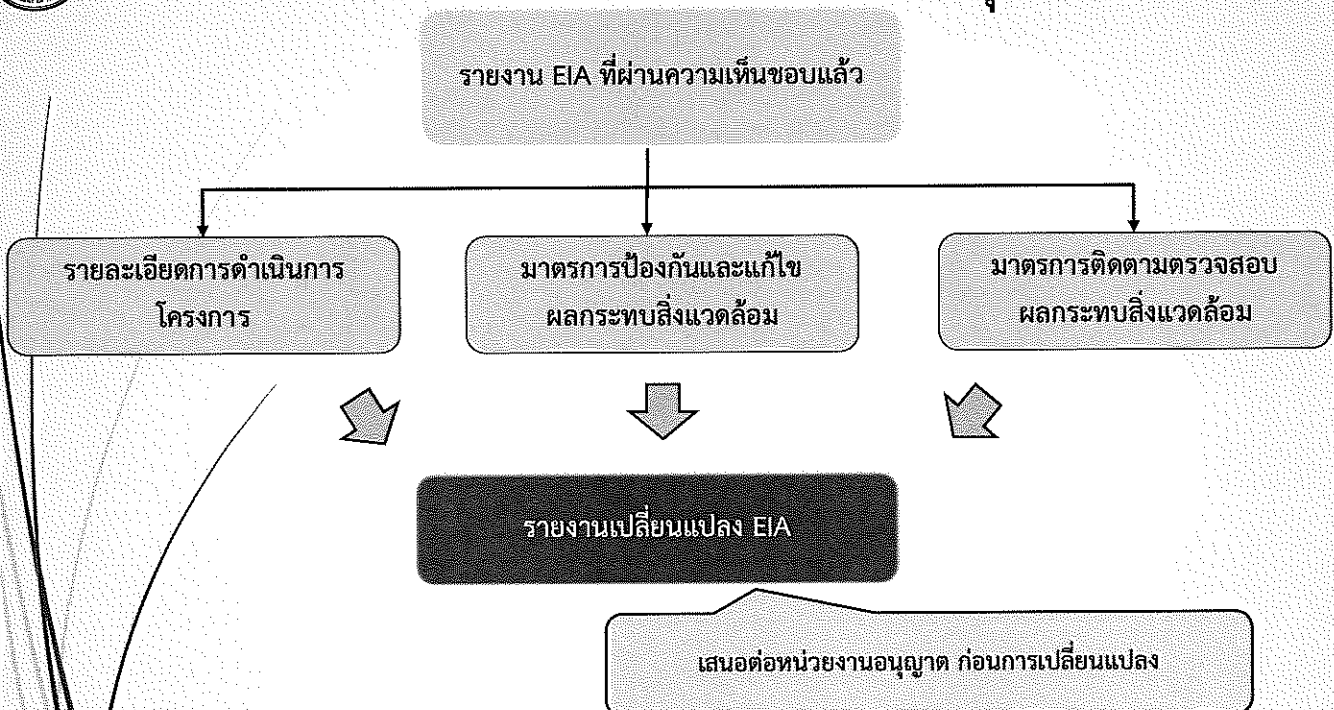 รายงาน EIA ที่ผ่านความเห็นชอบแล้ว
รายละเอียดการดำเนินการ
โครงการ
มาตรการป้องกันและแก้ไข
ผลกระทบสิ่งแวดล้อม
มาตรการติดตามตรวจสอบ
ผลกระทบสิ่งแวดล้อม
รายงานเปลี่ยนแปลง EIA
เสนอต่อหน่วยงานอนุญาต ก่อนการเปลี่ยนแปลง